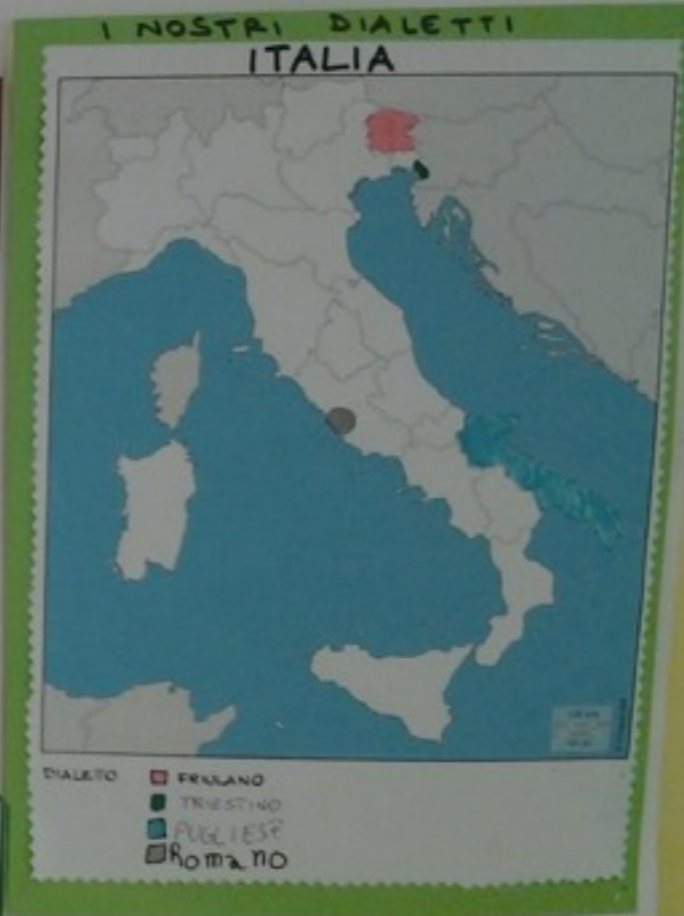 I NOSTRI DIALETTI
ITALIA
DIALETTO FRIULANO
TRIESTINO
PUGLIESE
Romano